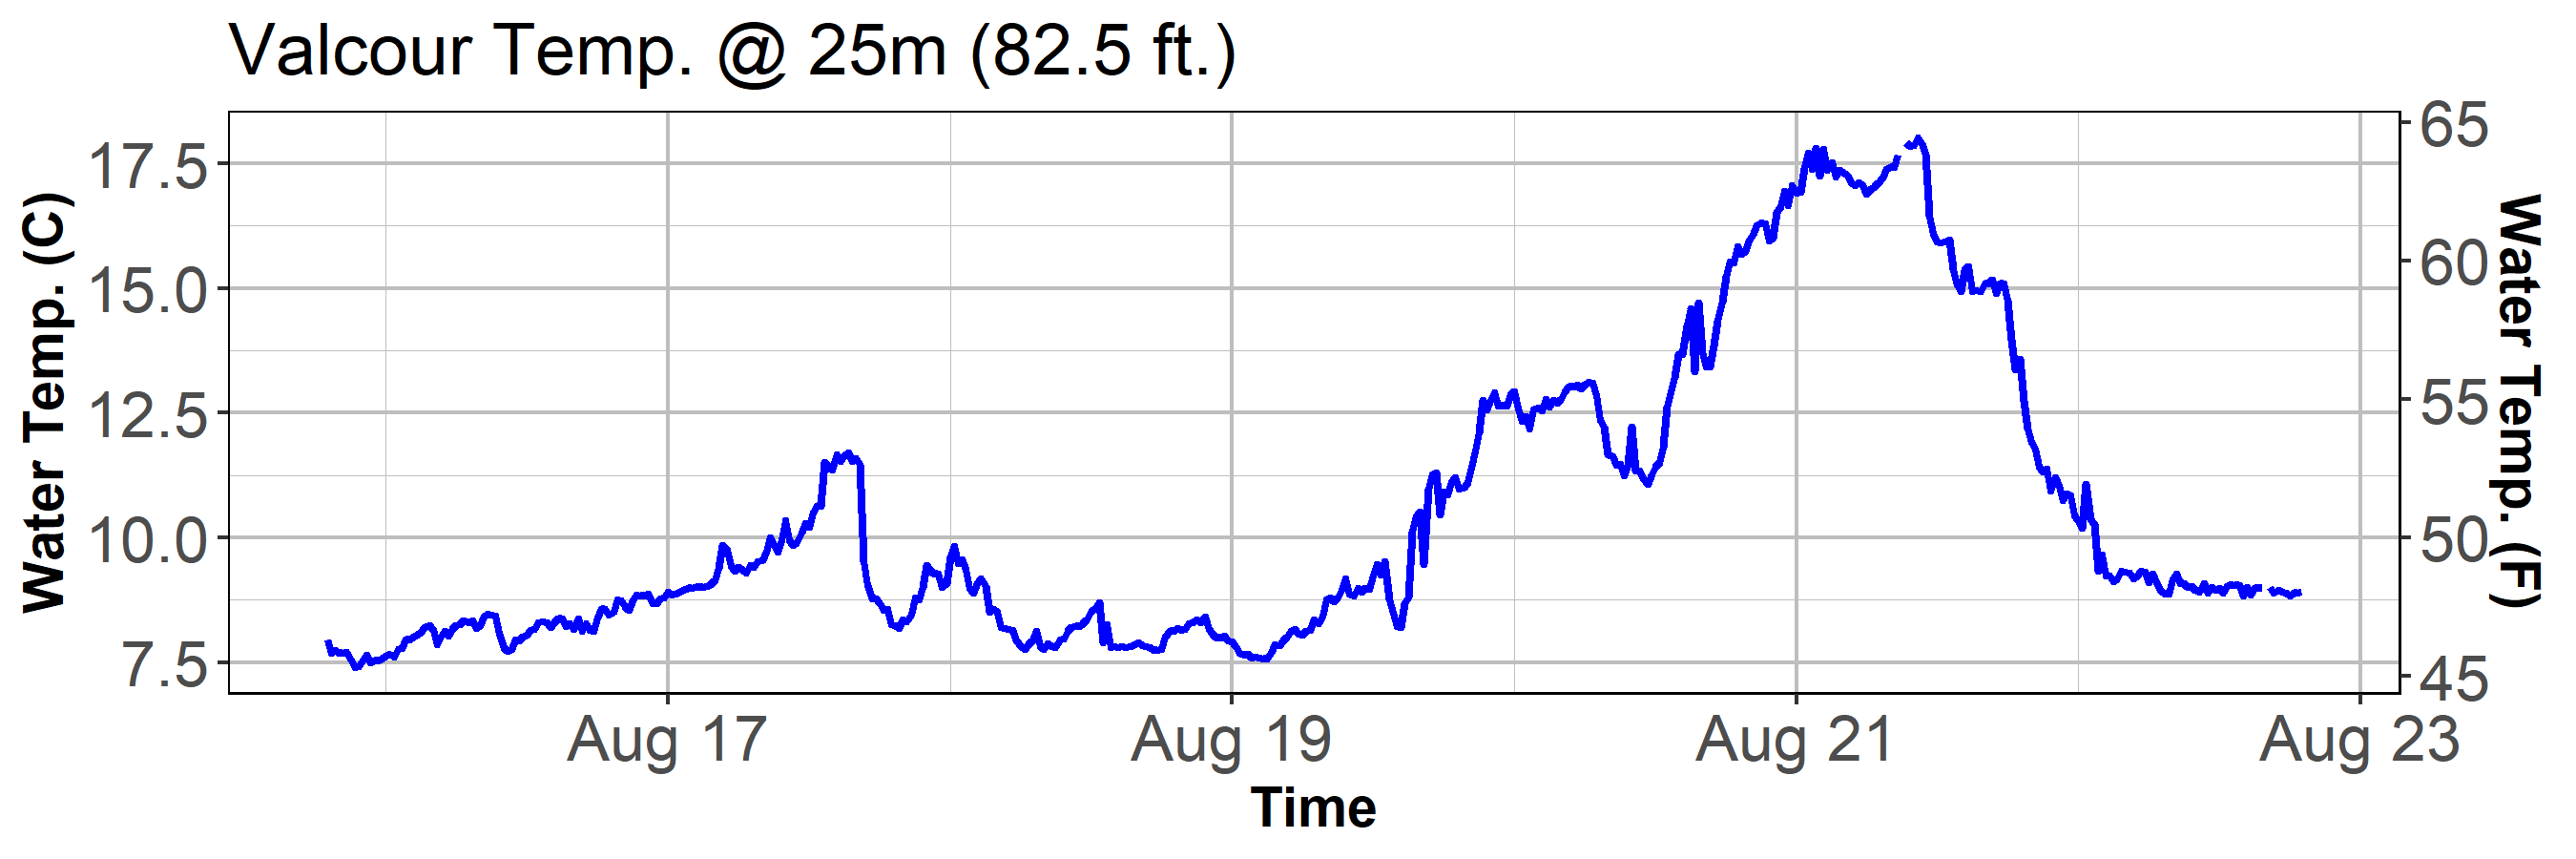 Valcour Temp. @ 25m (82.5 ft.)
Water Temp. (C)
17.5
15.0
12.5
10.0
7.5
65
60
55
50
45
Water Temp. (F)
Aug 17
Aug 19
Aug 21
Aug 23
Time